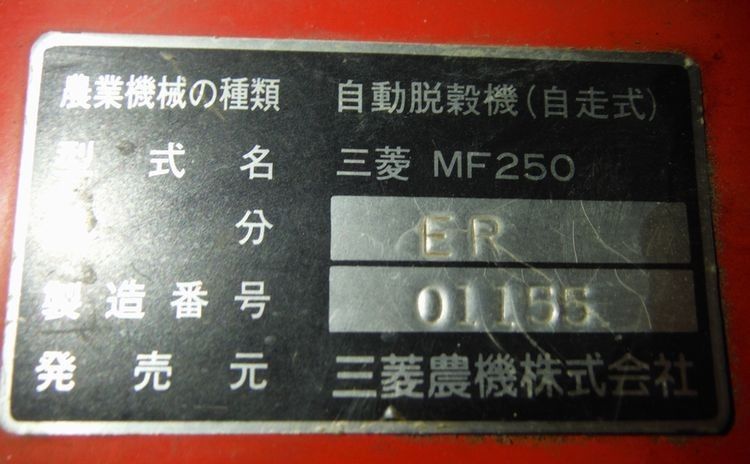 農業機械の種類 自動脱穀機(自走式)
型式名 三菱 MF250
区分 ER
製造番号 01155
発売元 三菱農機株式会社